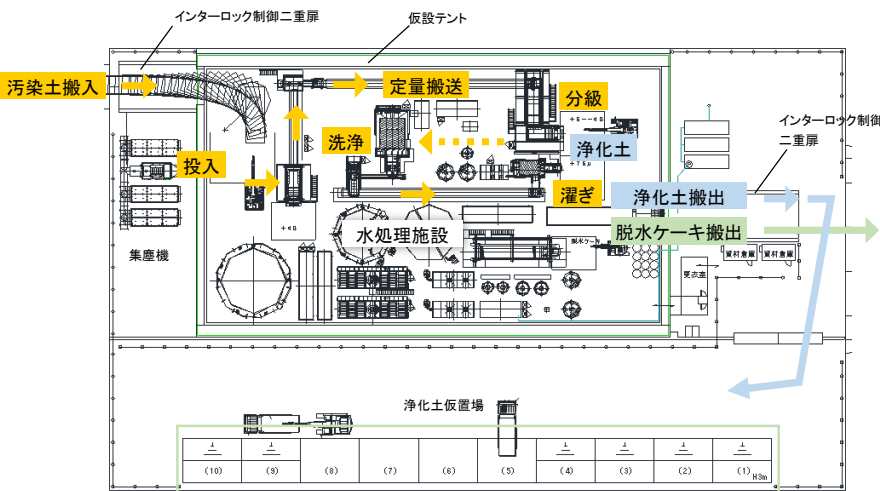 インターロック制御二重扉
仮設テント
汚染土搬入
定量搬送
分級
洗浄
浄化土
インターロック制御
二重扉
投入
濯ぎ
浄化土搬出
水処理施設
脱水ケーキ搬出
脱水ケーキ
集塵機
資材倉庫
資材倉庫
更衣室
浄化土仮置場
(10)
(9)
(8)
(7)
(6)
(5)
(4)
(3)
(2)
(1)
H3m